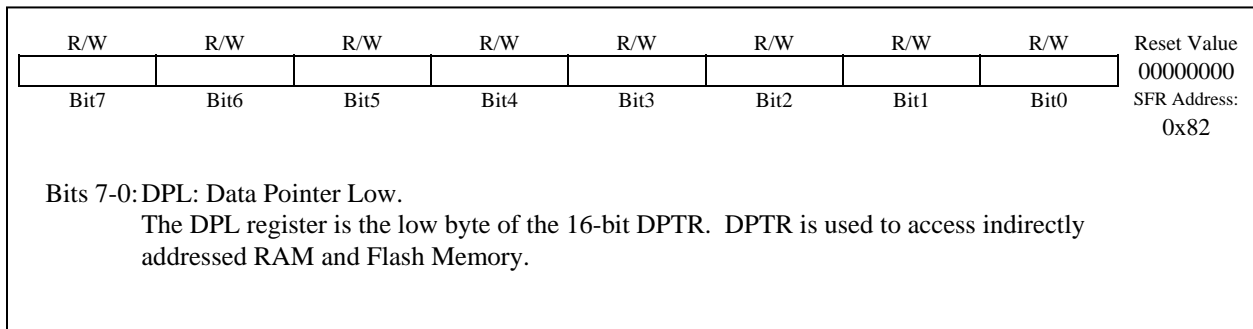 R/W R/W R/W R/W R/W R/W R/W R/W Reset Value
00000000
Bit7 Bit6 Bit5 Bit4 Bit3 Bit2 Bit1 Bit0 SFR Address:
0x82
Bits 7-0: DPL: Data Pointer Low.
The DPL register is the low byte of the 16-bit DPTR. DPTR is used to access indirectly
addressed RAM and Flash Memory.